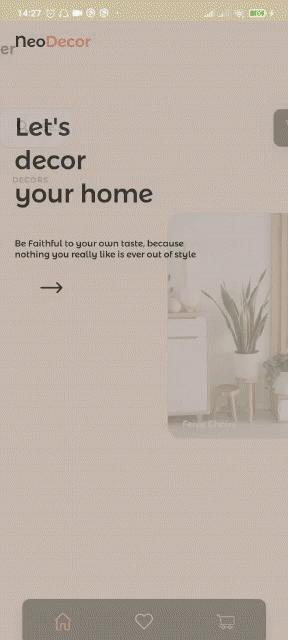 14:27
er
NeoDecor
Let's
decor
DECORS
your home
Be Faithful to your own taste, because
nothing you really like is ever out of style
Fenix Chairs